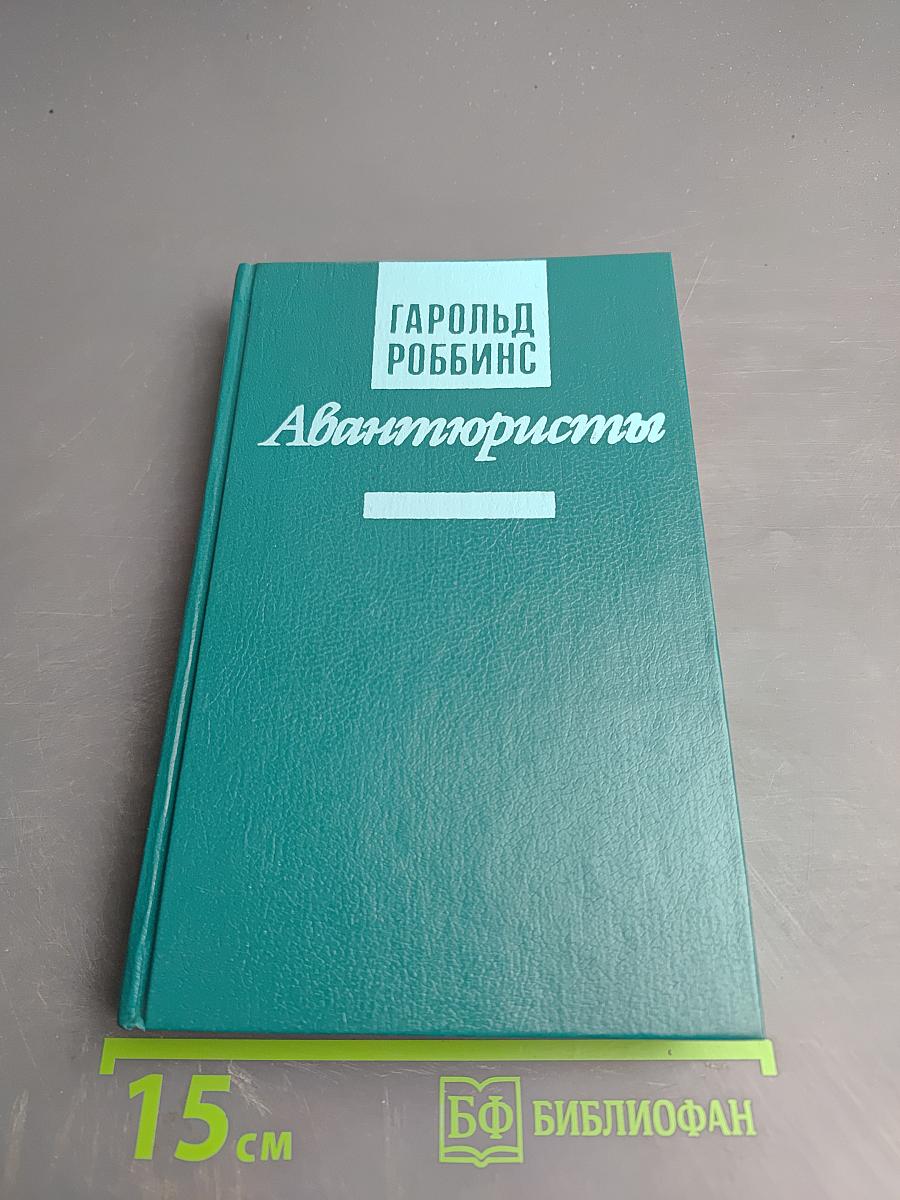 ГАРОЛЬД
РОББИНС
Авантюристы
15 см
БФ БИБЛИОФАН